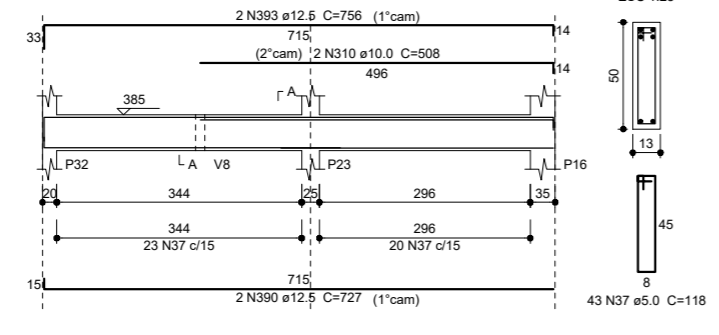 2 N393 ø12.5 C=756 (1°cam)
33
715
14
(2°cam) 2 N310 ø10.0 C=508
496
14
50
13
385
A
A
V8
P32
P23
P16
20
344
25
296
35
344
23 N37 c/15
296
20 N37 c/15
45
8
43 N37 ø5.0 C=118
15
715
2 N390 ø12.5 C=727 (1°cam)